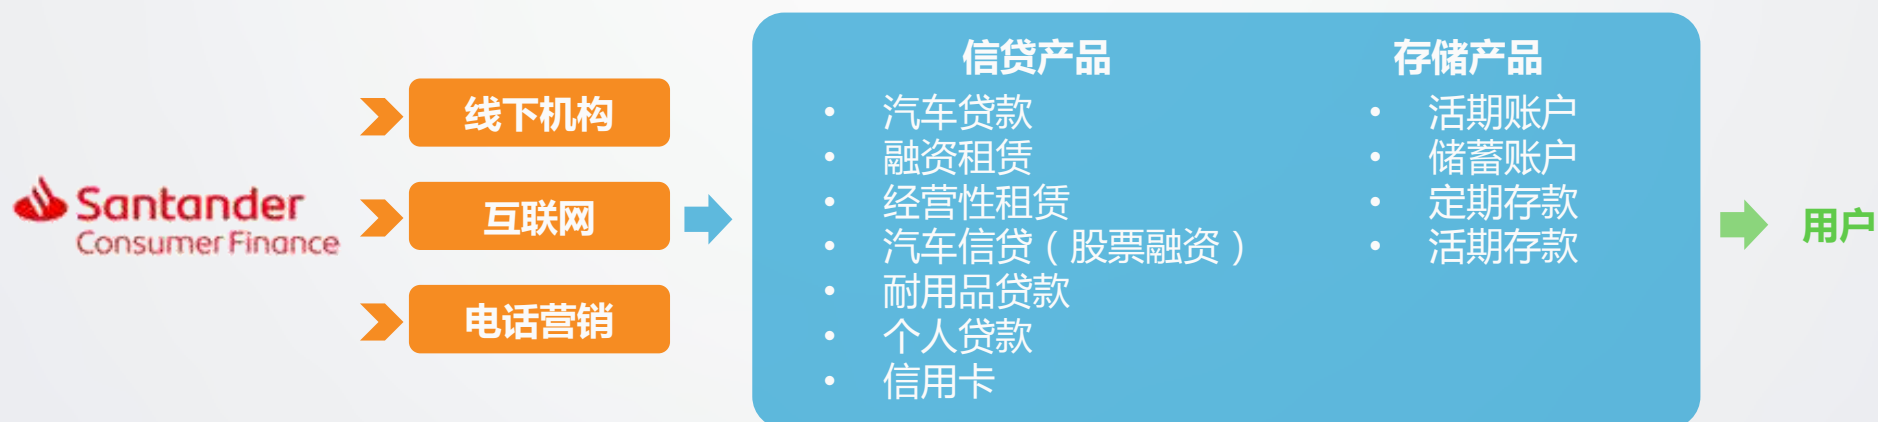 Santander
Consumer Finance
线下机构
互联网
电话营销
信贷产品
• 汽车贷款
• 融资租赁
• 经营性租赁
• 汽车信贷（股票融资）
• 耐用品贷款
• 个人贷款
• 信用卡
存储产品
• 活期账户
• 储蓄账户
• 定期存款
• 活期存款
用户